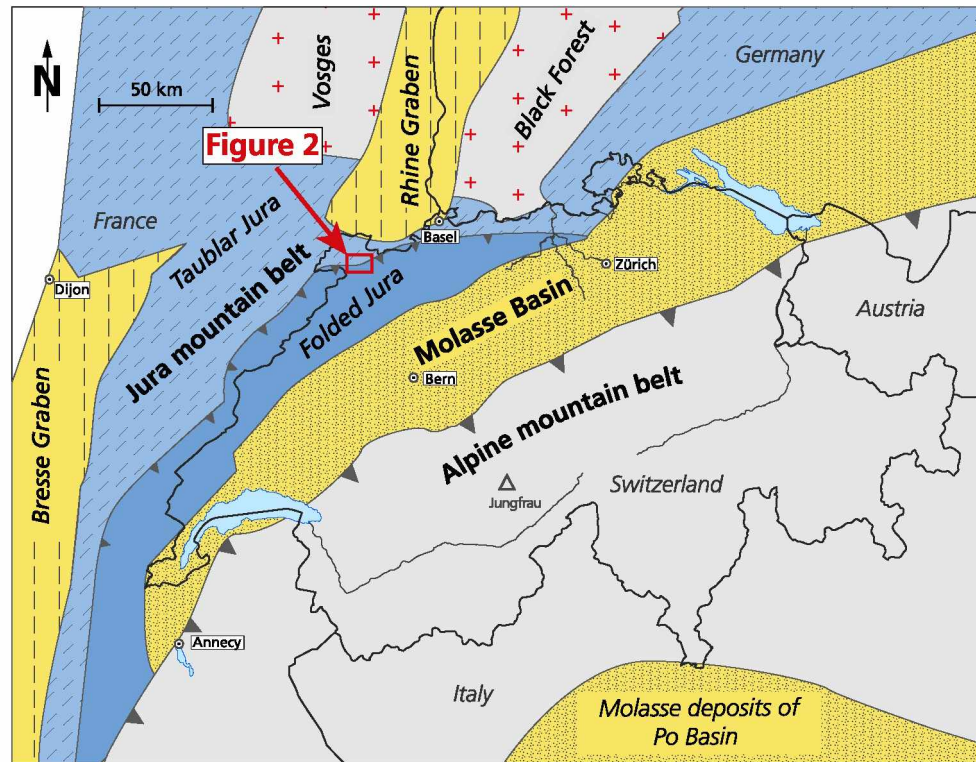 N
50 km
Vosges
Rhine Graben
Black Forest
Germany
Figure 2
France
Taublar Jura
Basel
Zürich
Dijon
Jura mountain belt
Folded Jura
Molasse Basin
Austria
Bern
Alpine mountain belt
Bresse Graben
Jungfrau
Switzerland
Annecy
Italy
Molasse deposits of
Po Basin